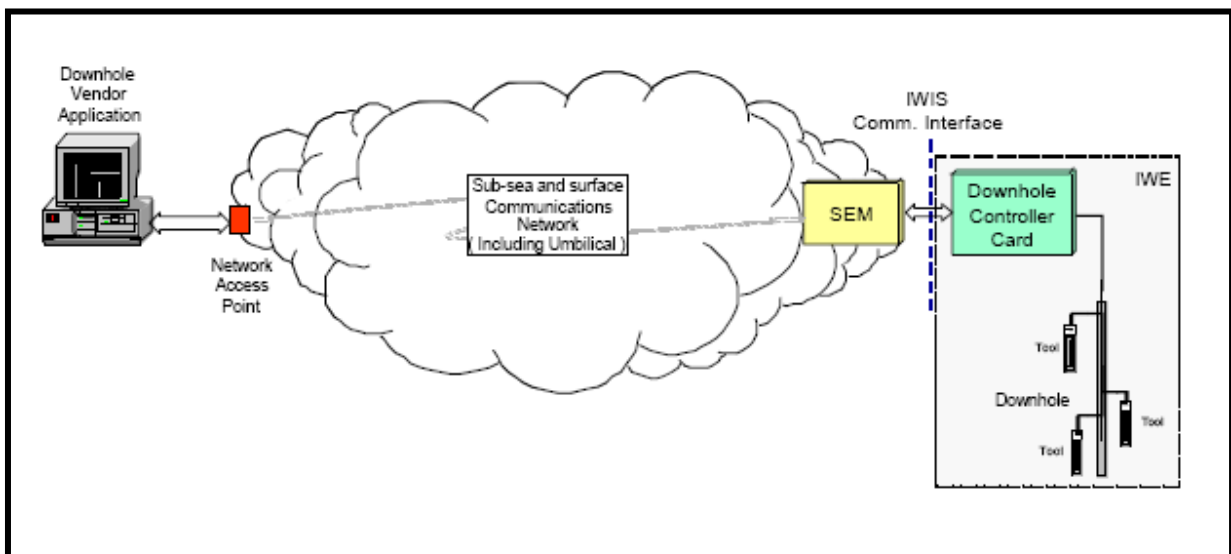 Downhole
Vendor
Application
Network
Access
Point
Sub-sea and surface
Communications
Network
( Including Umbilical )
SEM
IWIS
Comm. Interface
IWE
Downhole
Controller
Card
Tool
Downhole
Tool
Tool